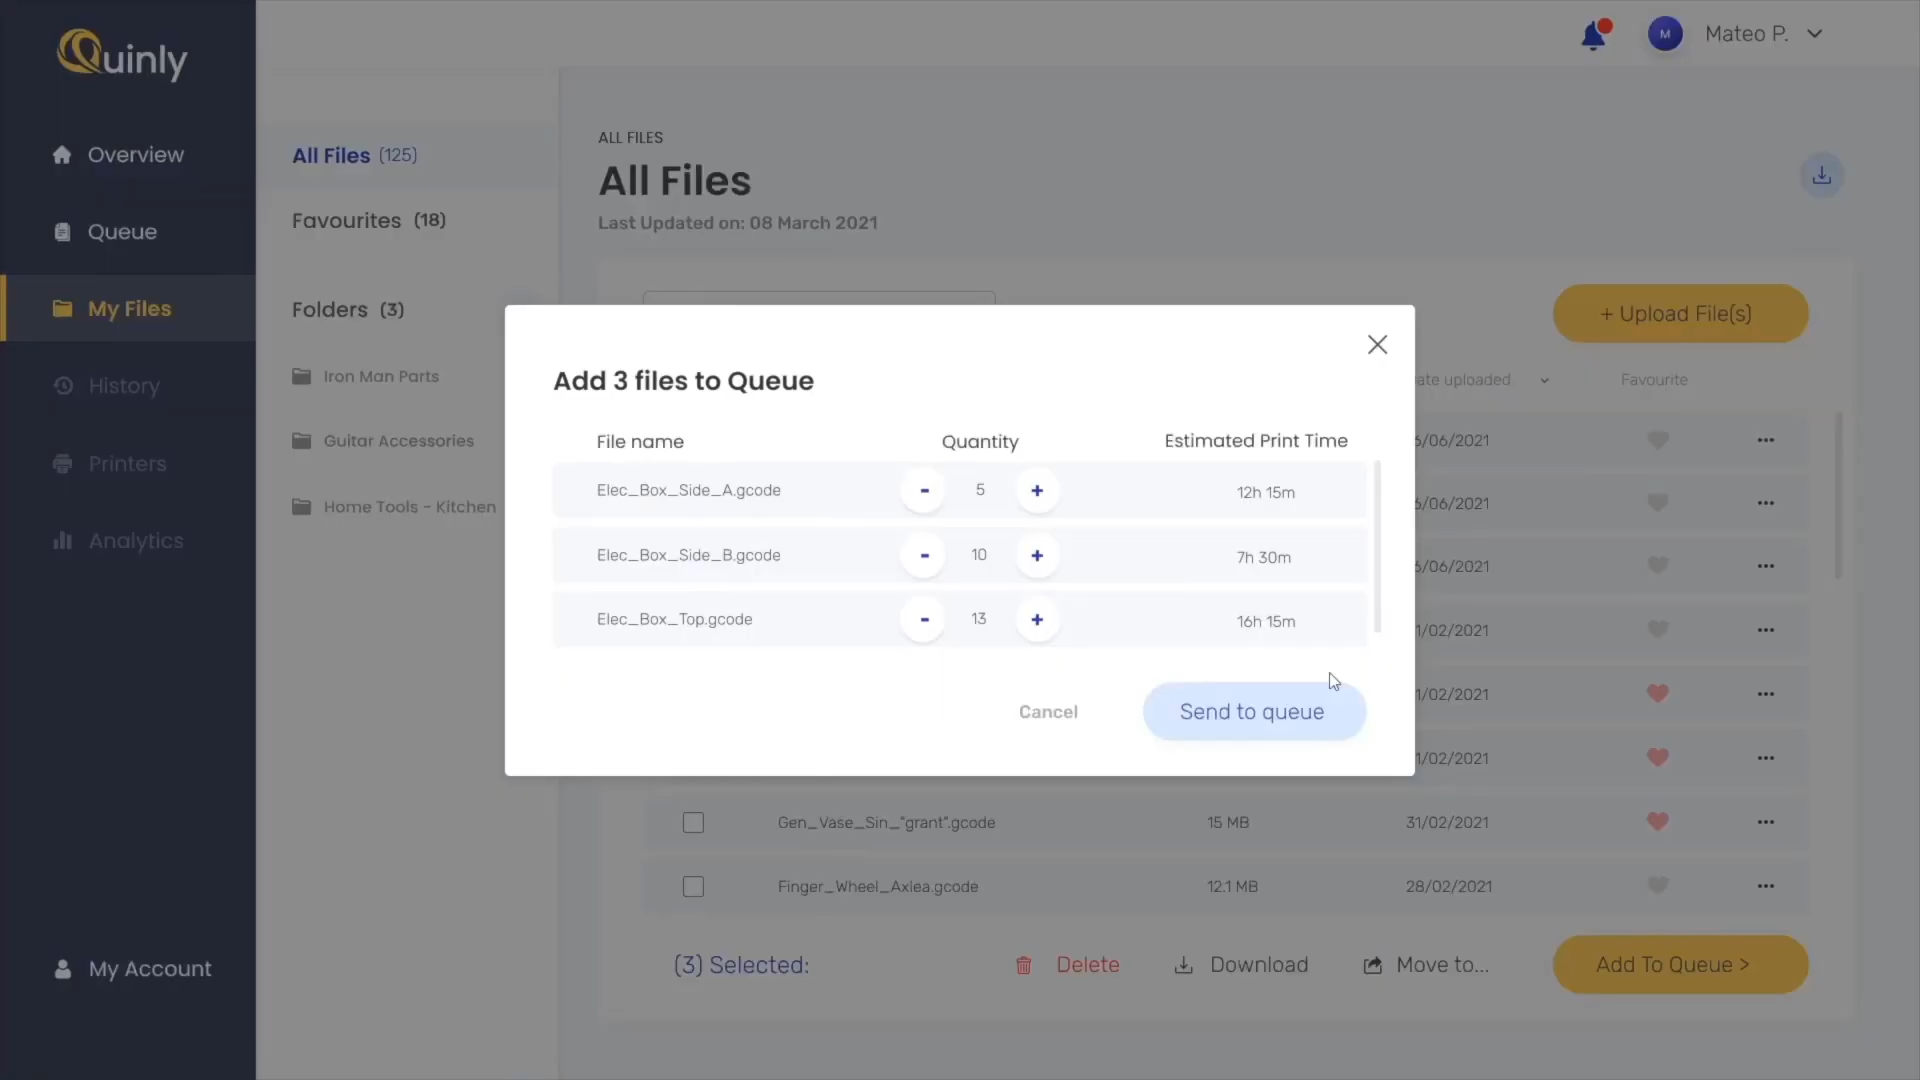 Quinly
Overview
Queue
My Files
History
Printers
Analytics
My Account
All Files (125)
Favourites (18)
Folders (3)
Iron Man Parts
Guitar Accessories
Home Tools - Kitchen
M
Mateo P.
ALL FILES
All Files
Last Updated on: 08 March 2021
+ Upload File(s)
uploaded Favourite
Add 3 files to Queue
File name Quantity Estimated Print Time
Elec_Box_Side_A.gcode - 5 + 12h 15m
Elec_Box_Side_B.gcode - 10 + 7h 30m
Elec_Box_Top.gcode - 13 + 16h 15m
Cancel Send to queue
/06/2021 •••
/06/2021 •••
/06/2021 •••
1/02/2021 •••
1/02/2021 •••
1/02/2021 •••
Gen_Vase_Sin_"grant".gcode 15 MB 31/02/2021 •••
Finger_Wheel_Axlea.gcode 12.1 MB 28/02/2021 •••
(3) Selected: Delete Download Move to... Add To Queue >